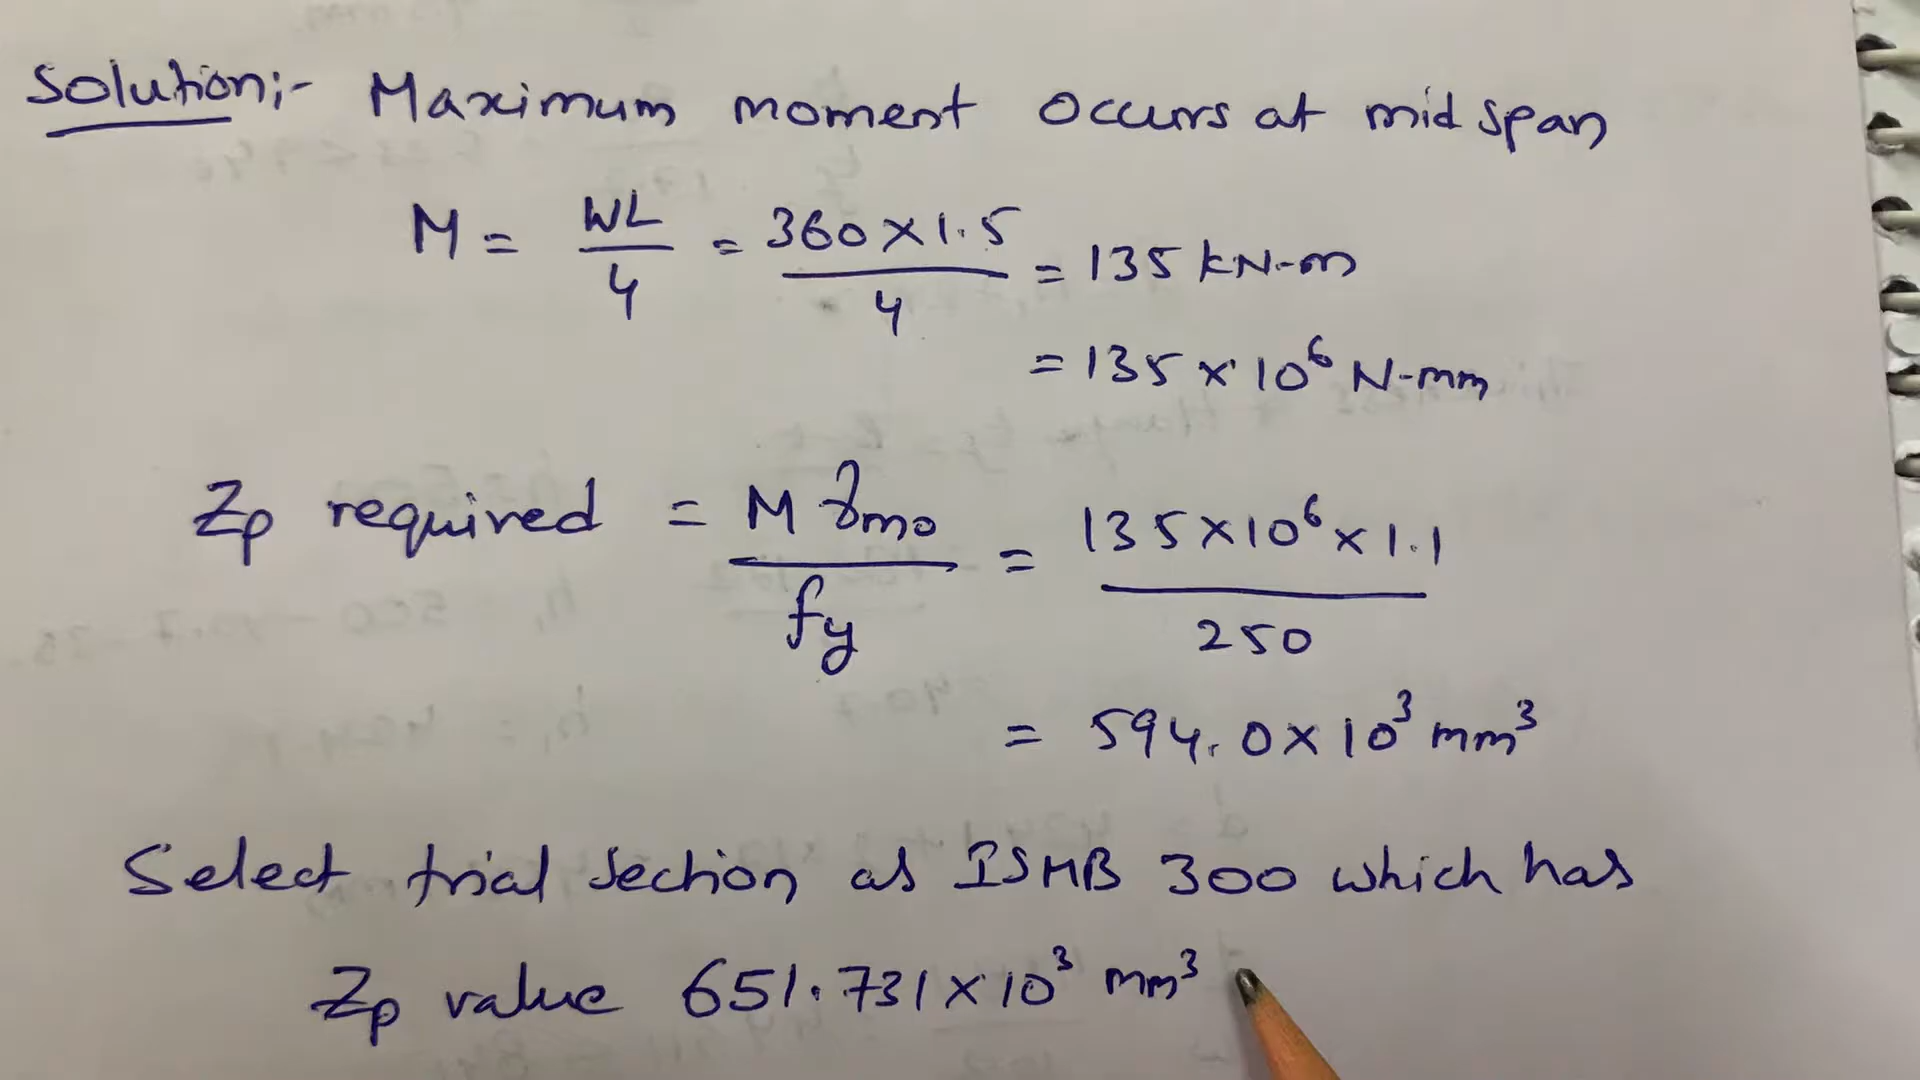 Solution:- Maximum moment occurs at mid span
M = WL/4 = 360×1.5/4 = 135 kN-m
= 135 × 10⁶ N-mm
Zp required = M γmo/fy = 135×10⁶×1.1/250
= 594.0×10³ mm³
Select trial section as ISMB 300 which has
Zp value 651.731×10³ mm³